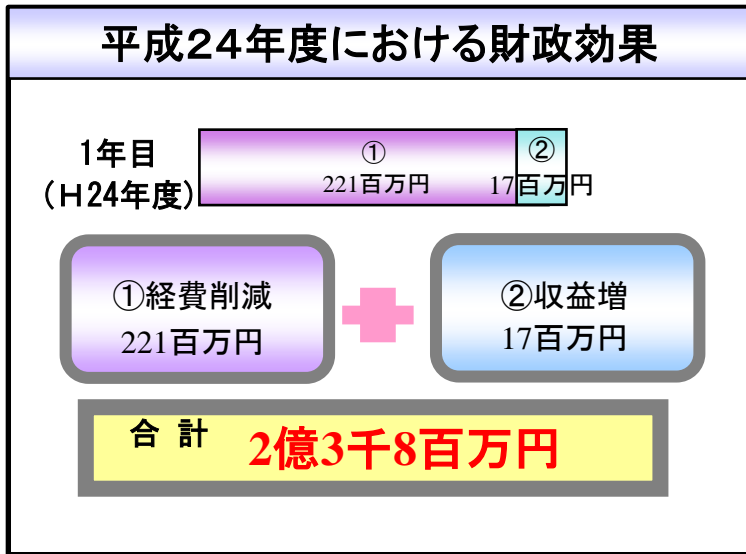 平成２４年度における財政効果
1年目
（Ｈ24年度）
①
221百万円
②
17百万円
①経費削減
221百万円
②収益増
17百万円
合 計 2億3千8百万円